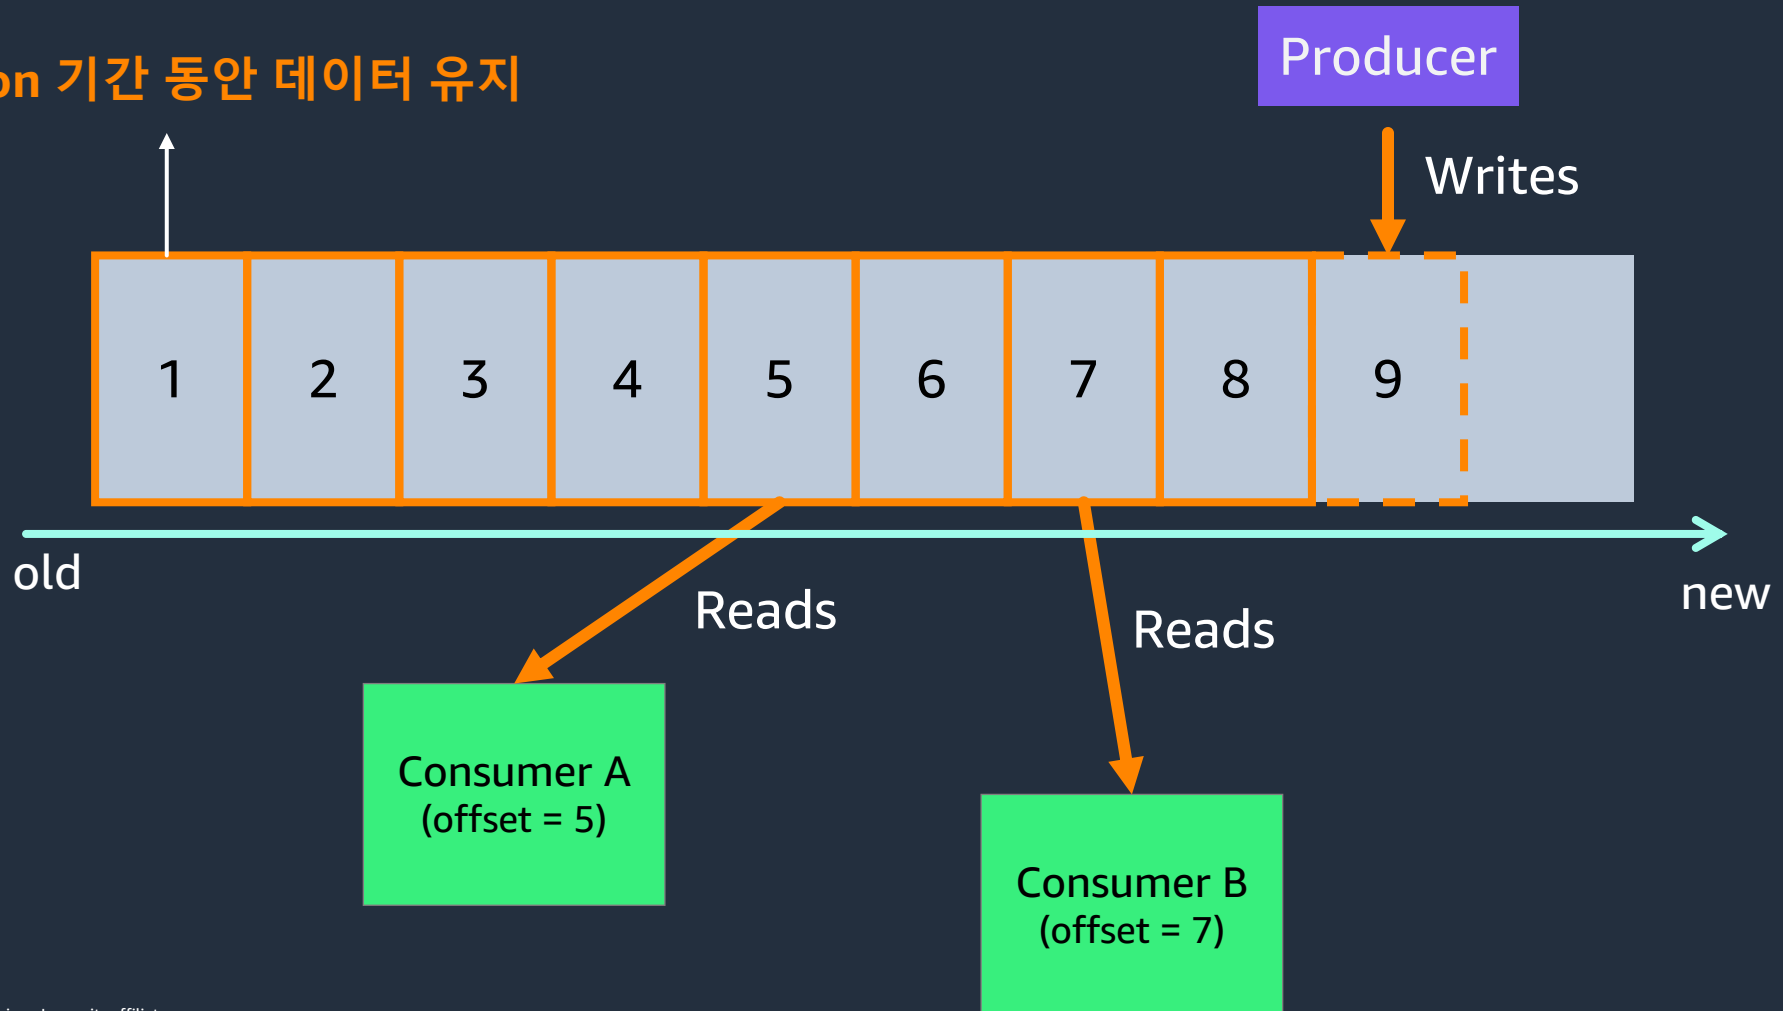 on 기간 동안 데이터 유지
Producer
Writes
1 2 3 4 5 6 7 8 9
old
new
Reads
Reads
Consumer A
(offset = 5)
Consumer B
(offset = 7)